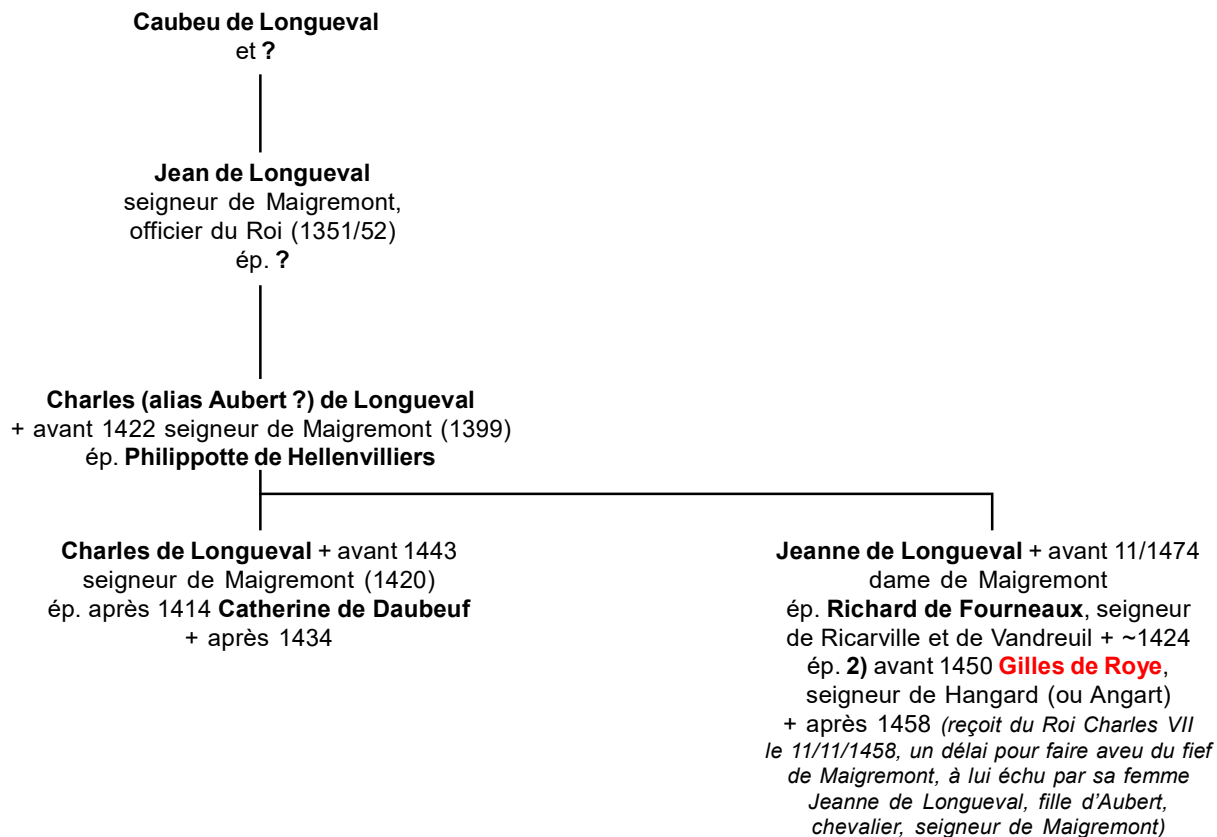 Caubeu de Longueval
et ?
Jean de Longueval
seigneur de Maigremont,
officier du Roi (1351/52)
ép. ?
Charles (alias Aubert ?) de Longueval
+ avant 1422 seigneur de Maigremont (1399)
ép. Philippotte de Hellenvilliers
Charles de Longueval + avant 1443
seigneur de Maigremont (1420)
ép. après 1414 Catherine de Daubeuf
+ après 1434
Jeanne de Longueval + avant 11/1474
dame de Maigremont
ép. Richard de Fourneaux, seigneur
de Ricarville et de Vandreuil + ~1424
ép. 2) avant 1450 Gilles de Roye,
seigneur de Hangard (ou Angart)
+ après 1458 (reçoit du Roi Charles VII
le 11/11/1458, un délai pour faire aveu du fief
de Maigremont, à lui échu par sa femme
Jeanne de Longueval, fille d'Aubert,
chevalier, seigneur de Maigremont)